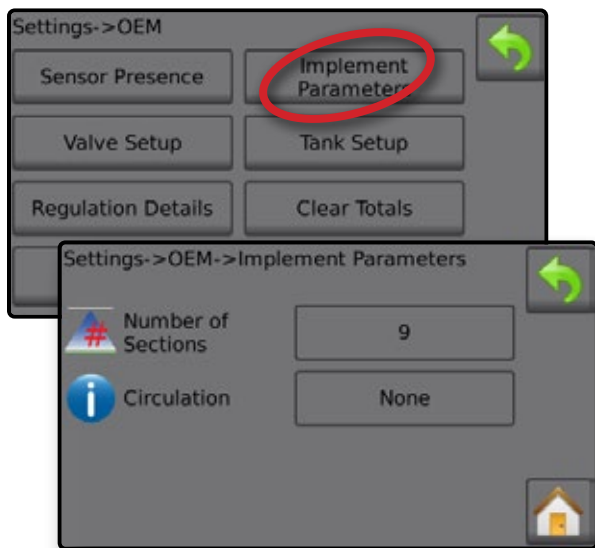 Settings->OEM
Sensor Presence
Implement
Parameters
Valve Setup
Tank Setup
Regulation Details
Clear Totals
Settings->OEM->Implement Parameters
#
Number of
Sections
9
i
Circulation
None